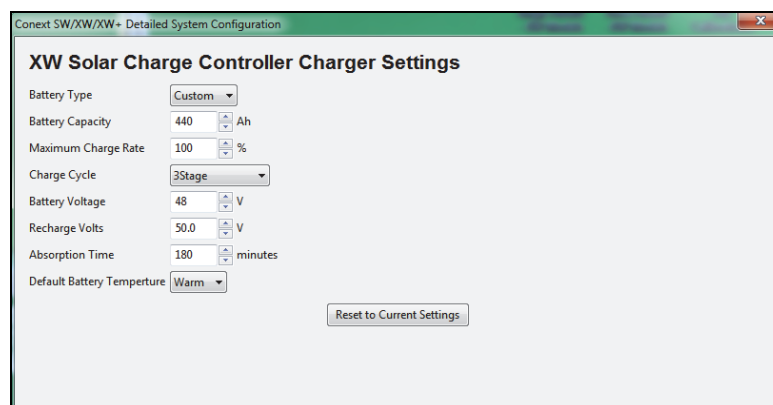 Conext SW/XW/XW+ Detailed System Configuration
XW Solar Charge Controller Charger Settings
Battery Type Custom
Battery Capacity 440 Ah
Maximum Charge Rate 100 %
Charge Cycle 3Stage
Battery Voltage 48 V
Recharge Volts 50.0 V
Absorption Time 180 minutes
Default Battery Temperture Warm
Reset to Current Settings